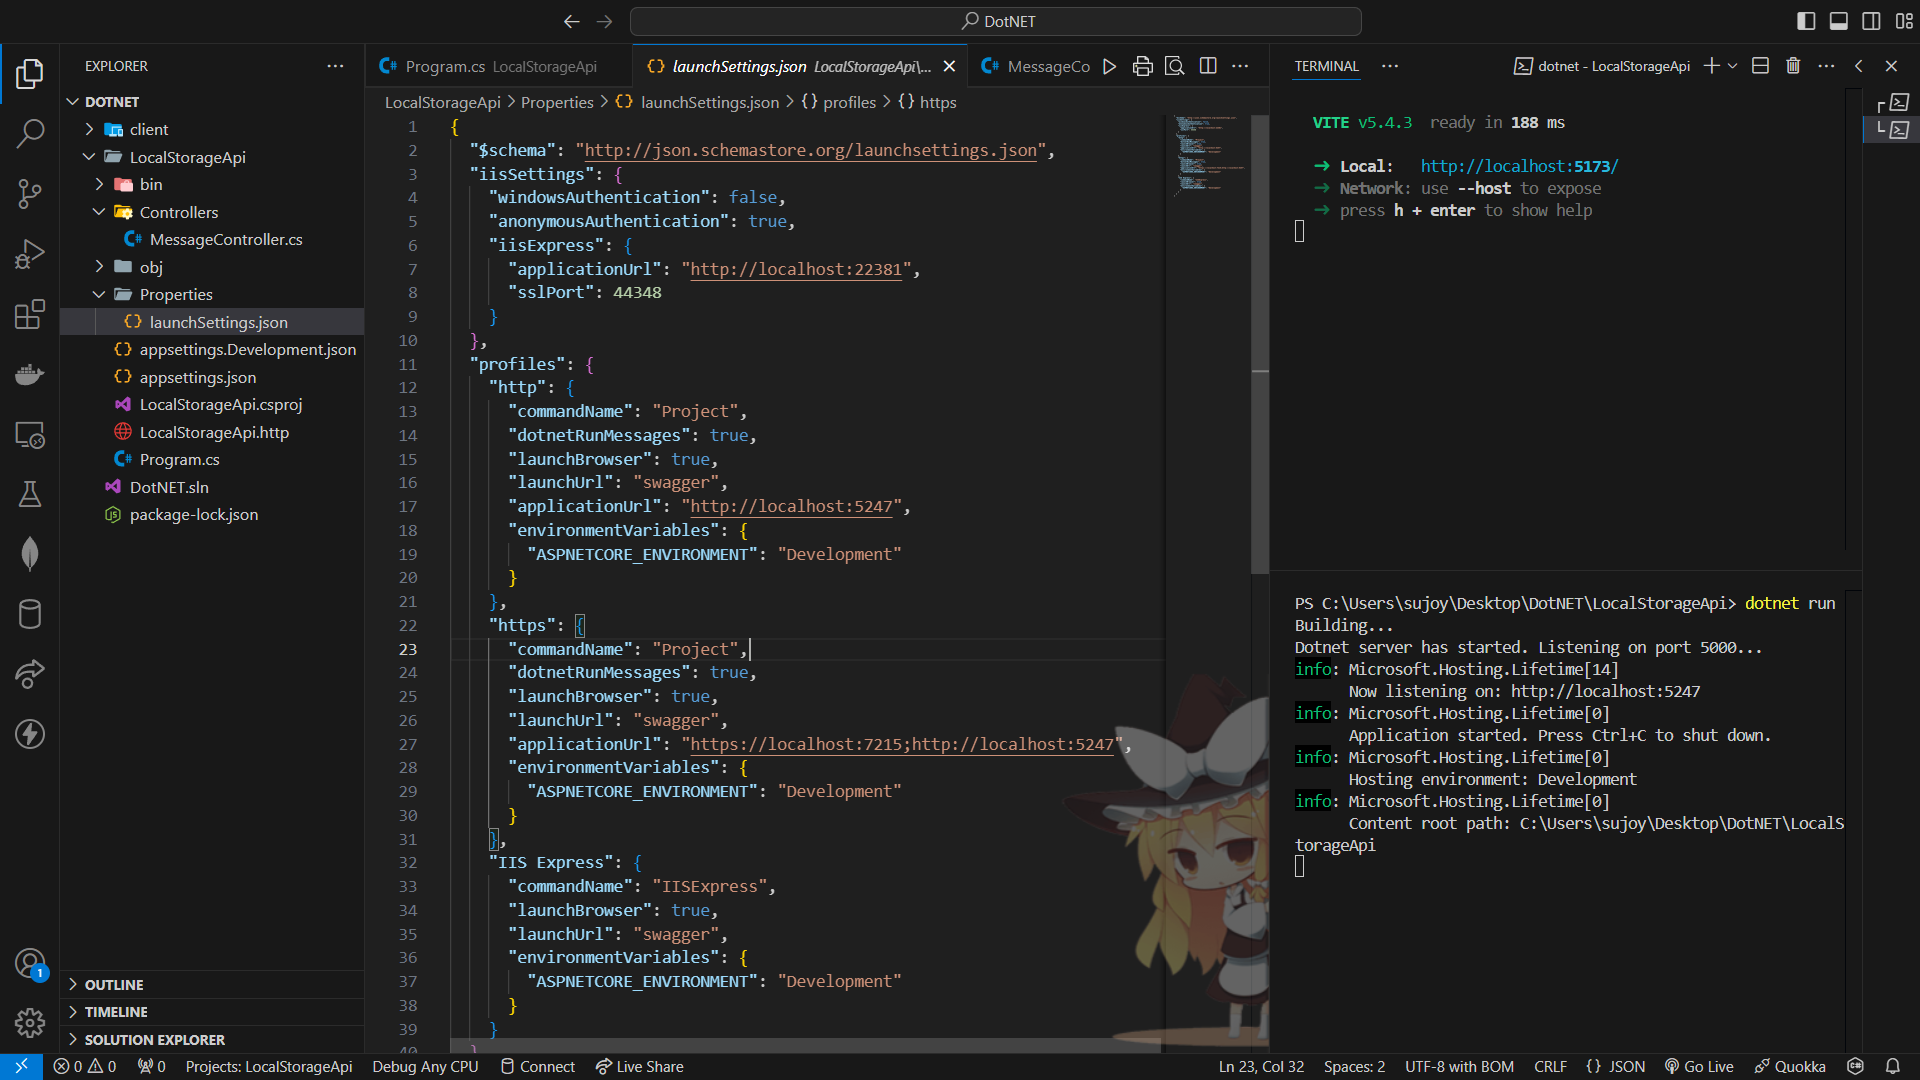 DotNET
EXPLORER
DOTNET
client
LocalStorageApi
bin
Controllers
MessageController.cs
obj
Properties
launchSettings.json
appsettings.Development.json
appsettings.json
LocalStorageApi.csproj
LocalStorageApi.http
Program.cs
DotNET.sln
package-lock.json
OUTLINE
TIMELINE
SOLUTION EXPLORER
Program.cs LocalStorageApi
launchSettings.json LocalStorageApi\...
MessageCo
LocalStorageApi > Properties > {} launchSettings.json > {} profiles > {} https
1 {
2 "$schema": "http://json.schemastore.org/launchsettings.json",
3 "iisSettings": {
4 "windowsAuthentication": false,
5 "anonymousAuthentication": true,
6 "iisExpress": {
7 "applicationUrl": "http://localhost:22381",
8 "sslPort": 44348
9 }
10 },
11 "profiles": {
12 "http": {
13 "commandName": "Project",
14 "dotnetRunMessages": true,
15 "launchBrowser": true,
16 "launchUrl": "swagger",
17 "applicationUrl": "http://localhost:5247",
18 "environmentVariables": {
19 "ASPNETCORE_ENVIRONMENT": "Development"
20 }
21 },
22 "https": {
23 "commandName": "Project",
24 "dotnetRunMessages": true,
25 "launchBrowser": true,
26 "launchUrl": "swagger",
27 "applicationUrl": "https://localhost:7215;http://localhost:5247",
28 "environmentVariables": {
29 "ASPNETCORE_ENVIRONMENT": "Development"
30 }
31 },
32 "IIS Express": {
33 "commandName": "IISExpress",
34 "launchBrowser": true,
35 "launchUrl": "swagger",
36 "environmentVariables": {
37 "ASPNETCORE_ENVIRONMENT": "Development"
38 }
39 }
40 }
TERMINAL
dotnet - LocalStorageApi
VITE v5.4.3 ready in 188 ms
➜ Local: http://localhost:5173/
➜ Network: use --host to expose
➜ press h + enter to show help
PS C:\Users\sujoy\Desktop\DotNET\LocalStorageApi> dotnet run
Building...
Dotnet server has started. Listening on port 5000...
info: Microsoft.Hosting.Lifetime[14]
Now listening on: http://localhost:5247
info: Microsoft.Hosting.Lifetime[0]
Application started. Press Ctrl+C to shut down.
info: Microsoft.Hosting.Lifetime[0]
Hosting environment: Development
info: Microsoft.Hosting.Lifetime[0]
Content root path: C:\Users\sujoy\Desktop\DotNET\LocalS
torageApi
1
0 0 0 Projects: LocalStorageApi Debug Any CPU Connect Live Share Ln 23, Col 32 Spaces: 2 UTF-8 with BOM CRLF {} JSON Go Live Quokka